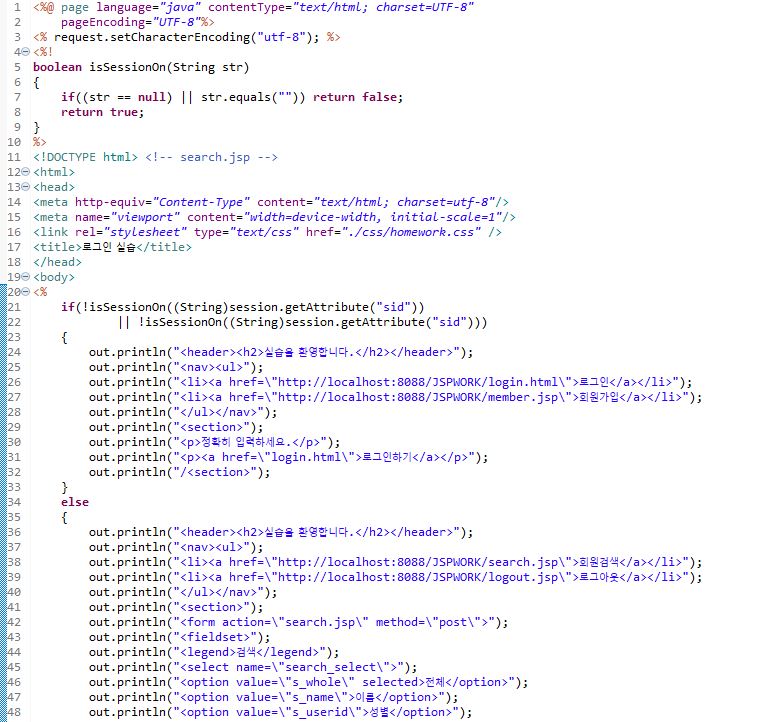 1 <%@ page language="java" contentType="text/html; charset=UTF-8"
2 pageEncoding="UTF-8"%>
3 <% request.setCharacterEncoding("utf-8"); %>
4 <%!
5 boolean isSessionOn(String str)
6 {
7 if((str == null) || str.equals("")) return false;
8 return true;
9 }
10 %>
11 <!DOCTYPE html> <!-- search.jsp -->
12 <html>
13 <head>
14 <meta http-equiv="Content-Type" content="text/html; charset=utf-8"/>
15 <meta name="viewport" content="width=device-width, initial-scale=1"/>
16 <link rel="stylesheet" type="text/css" href="./css/homework.css" />
17 <title>로그인 실습</title>
18 </head>
19 <body>
20 <%
21 if(!isSessionOn((String)session.getAttribute("sid"))
22 || !isSessionOn((String)session.getAttribute("sid")))
23 {
24 out.println("<header><h2>실습을 환영합니다.</h2></header>");
25 out.println("<nav><ul>");
26 out.println("<li><a href=\"http://localhost:8088/JSPWORK/login.html\">로그인</a></li>");
27 out.println("<li><a href=\"http://localhost:8088/JSPWORK/member.jsp\">회원가입</a></li>");
28 out.println("</ul></nav>");
29 out.println("<section>");
30 out.println("<p>정확히 입력하세요.</p>");
31 out.println("<p><a href=\"login.html\">로그인하기</a></p>");
32 out.println("/<section>");
33 }
34 else
35 {
36 out.println("<header><h2>실습을 환영합니다.</h2></header>");
37 out.println("<nav><ul>");
38 out.println("<li><a href=\"http://localhost:8088/JSPWORK/search.jsp\">회원검색</a></li>");
39 out.println("<li><a href=\"http://localhost:8088/JSPWORK/logout.jsp\">로그아웃</a></li>");
40 out.println("</ul></nav>");
41 out.println("<section>");
42 out.println("<form action=\"search.jsp\" method=\"post\">");
43 out.println("<fieldset>");
44 out.println("<legend>검색</legend>");
45 out.println("<select name=\"search_select\">");
46 out.println("<option value=\"s_whole\" selected>전체</option>");
47 out.println("<option value=\"s_name\">이름</option>");
48 out.println("<option value=\"s_userid\">성별</option>");